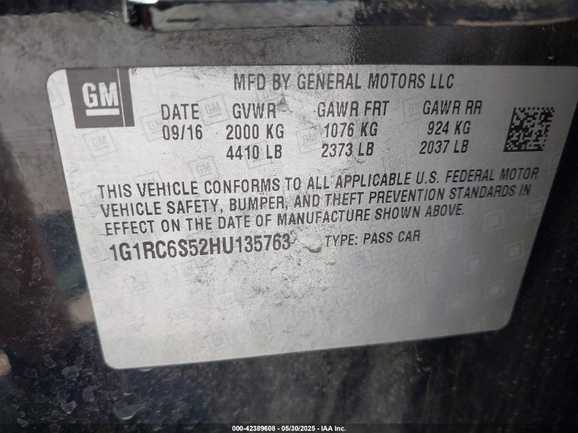 GM
MFD BY GENERAL MOTORS LLC
DATE GVWR GAWR FRT GAWR RR
09/16 2000 KG 1076 KG 924 KG
4410 LB 2373 LB 2037 LB
THIS VEHICLE CONFORMS TO ALL APPLICABLE U.S. FEDERAL MOTOR
VEHICLE SAFETY, BUMPER, AND THEFT PREVENTION STANDARDS IN
EFFECT ON THE DATE OF MANUFACTURE SHOWN ABOVE.
1G1RC6S52HU135763 TYPE: PASS CAR
000-42389608 - 05/30/2025 - IAA Inc.